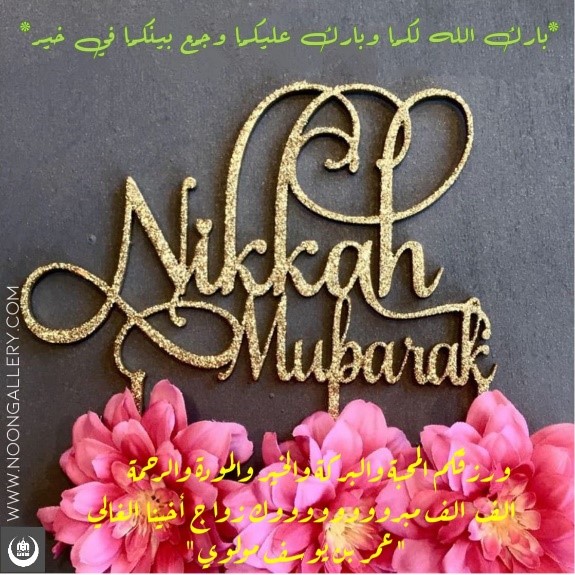 *بارك الله لكما وبارك عليكما وجمع بينكما في خير*
Nikkah
Mubarak
ورزقكم المحبة والبركة والخير والمودة والرحمة
الف الف مبروووووووووك زواج أخينا الغالي
"عمر بن يوسف مولوي"
WWW.NOONGALLERY.COM